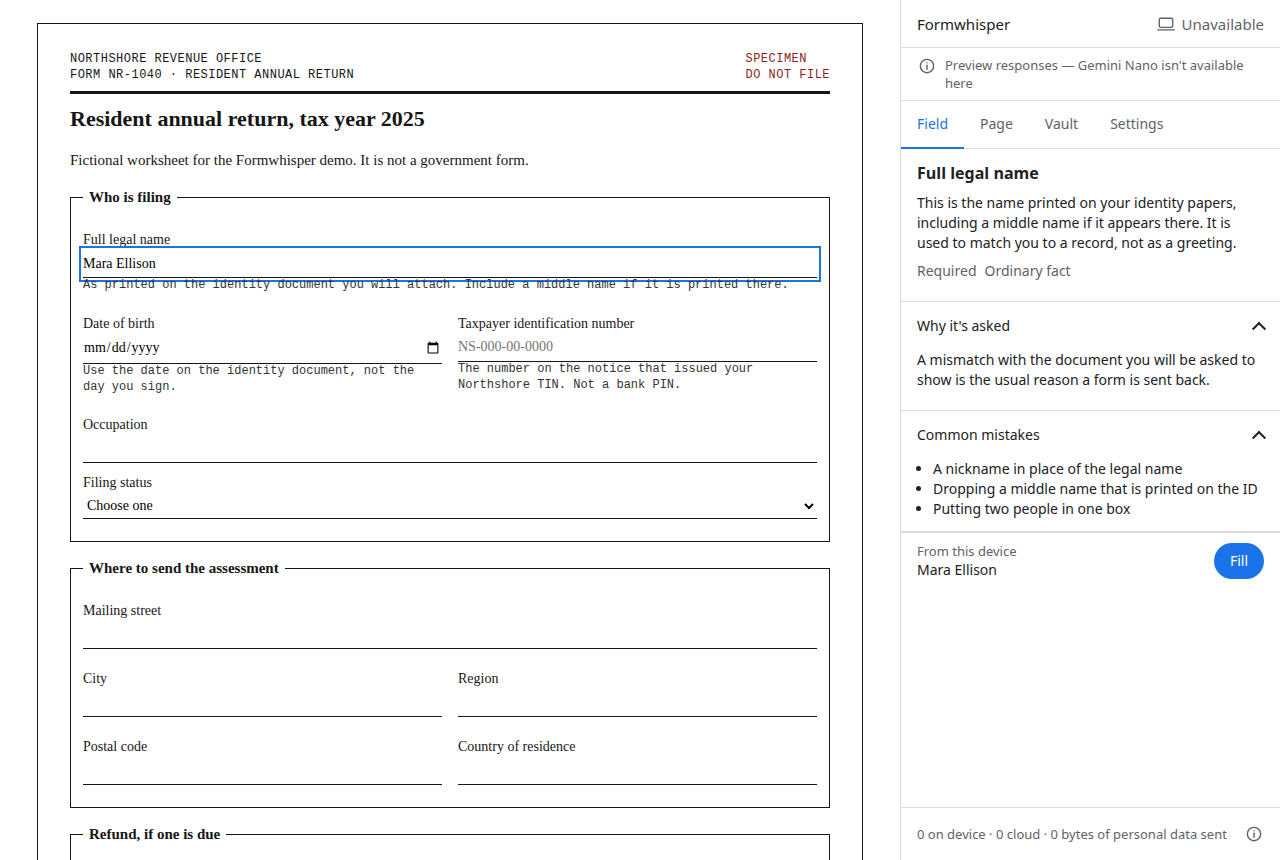 NORTHSHORE REVENUE OFFICE
FORM NR-1040 · RESIDENT ANNUAL RETURN
SPECIMEN
DO NOT FILE
Resident annual return, tax year 2025
Fictional worksheet for the Formwhisper demo. It is not a government form.
Who is filing
Full legal name
Mara Ellison
As printed on the identity document you will attach. Include a middle name if it is printed there.
Date of birth
mm/dd/yyyy
Use the date on the identity document, not the
day you sign.
Taxpayer identification number
NS-000-00-0000
The number on the notice that issued your
Northshore TIN. Not a bank PIN.
Occupation
Filing status
Choose one
Where to send the assessment
Mailing street
City
Region
Postal code
Country of residence
Refund, if one is due
Formwhisper
Unavailable
Preview responses — Gemini Nano isn't available
here
Field
Page
Vault
Settings
Full legal name
This is the name printed on your identity papers,
including a middle name if it appears there. It is
used to match you to a record, not as a greeting.
Required Ordinary fact
Why it's asked
A mismatch with the document you will be asked to
show is the usual reason a form is sent back.
Common mistakes
• A nickname in place of the legal name
• Dropping a middle name that is printed on the ID
• Putting two people in one box
From this device
Mara Ellison
Fill
0 on device · 0 cloud · 0 bytes of personal data sent